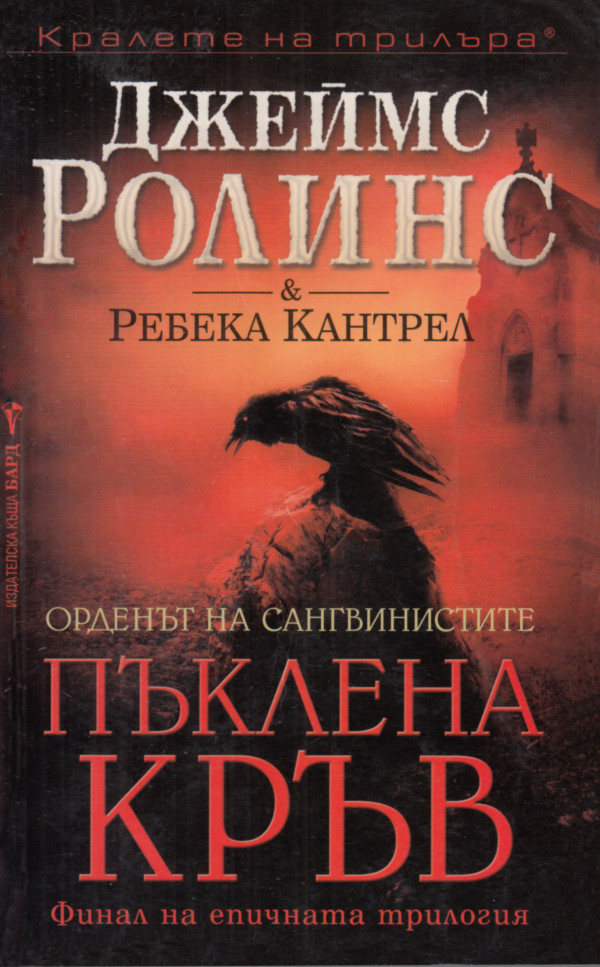 Кралете на трилъра®
ДЖЕЙМС
РОЛИНС
&
РЕБЕКА КАНТРЕЛ
ИЗДАТЕЛСКА КЪЩА БАРД
ОРДЕНЪТ НА САНГВИНИСТИТЕ
ПЪКЛЕНА
КРЪВ
Финал на епичната трилогия